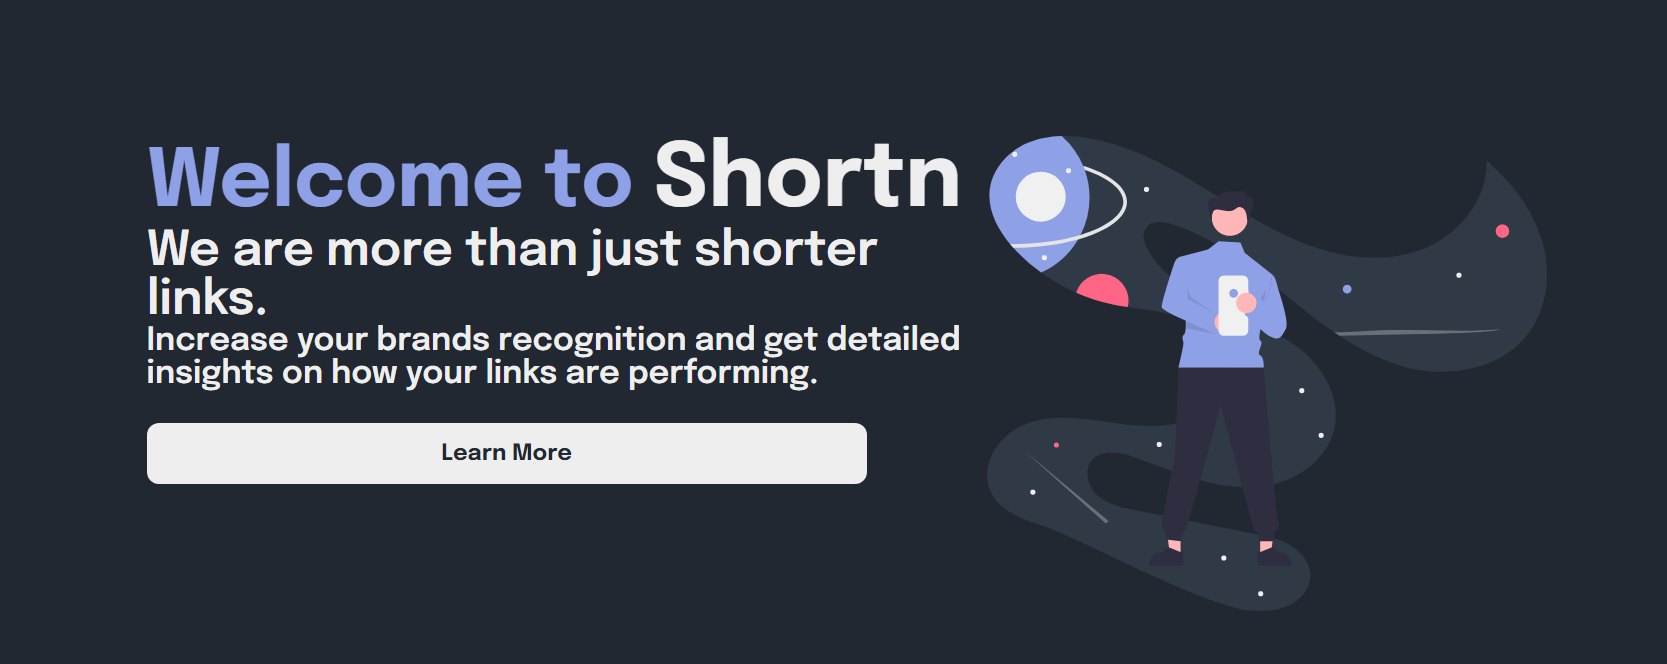 Welcome to Shortn
We are more than just shorter
links.
Increase your brands recognition and get detailed
insights on how your links are performing.
Learn More